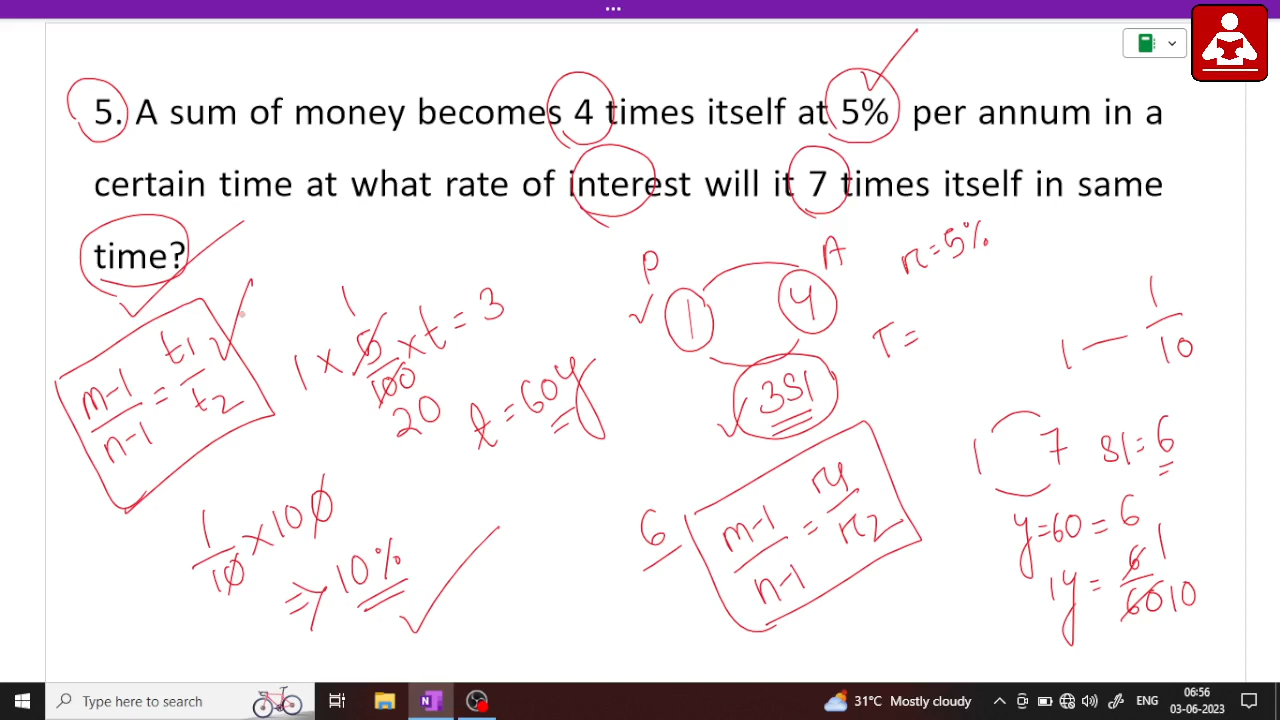 5. A sum of money becomes 4 times itself at 5% per annum in a
certain time at what rate of interest will it 7 times itself in same
time?
P A r=5%
1 4
T=
3SI
1 × 5/100 × t = 3
1
20
t = 60y
m-1/n-1 = t1/t2
1 — 1/10
1 7 SI = 6
y=60 = 6
1y = 6/60 1 10
6
m-1/n-1 = r1/r2
1/10 × 100
⇒ 10%
Type here to search
31°C Mostly cloudy
ENG
06:56
03-06-2023